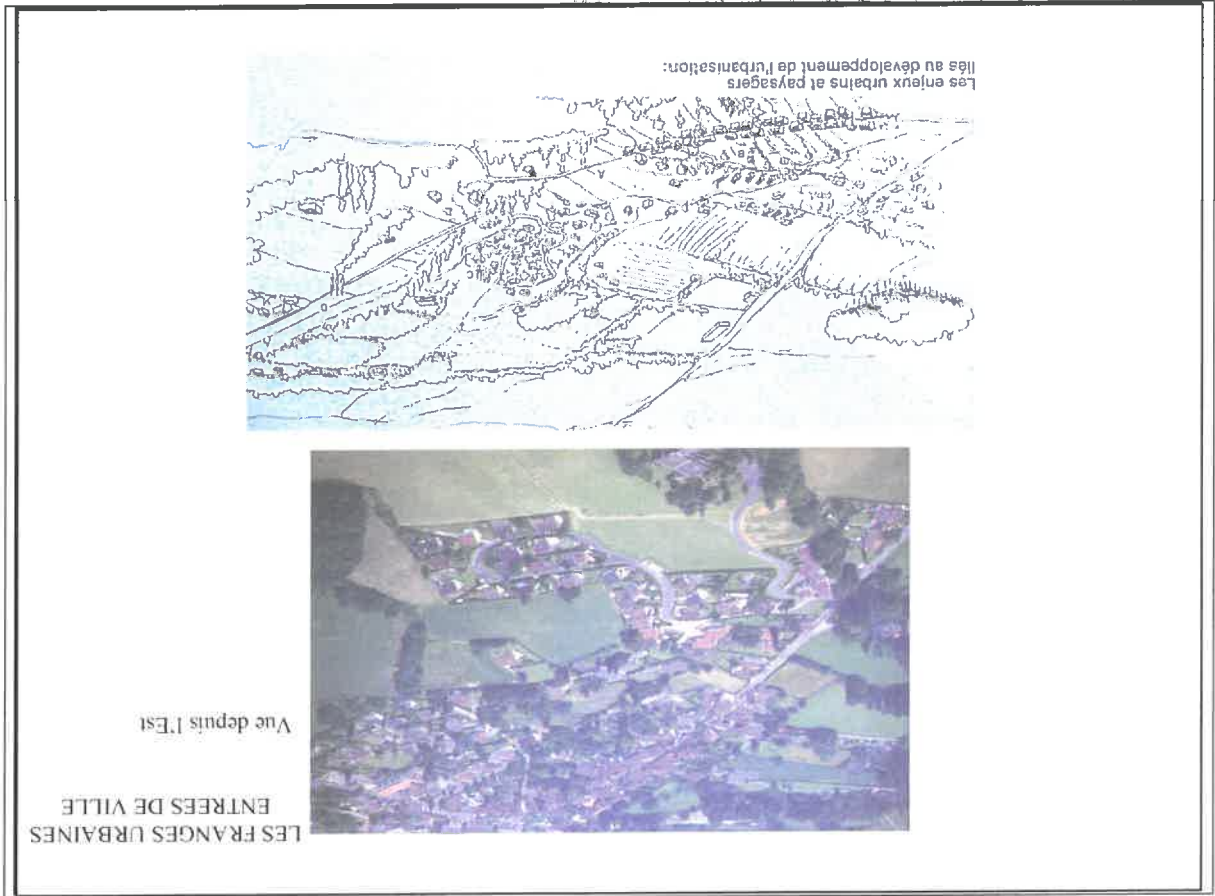 LES FRANGES URBAINES
ENTREES DE VILLE
Vue depuis l'Est
Les enjeux urbains et paysagers
liés au développement de l'urbanisation: